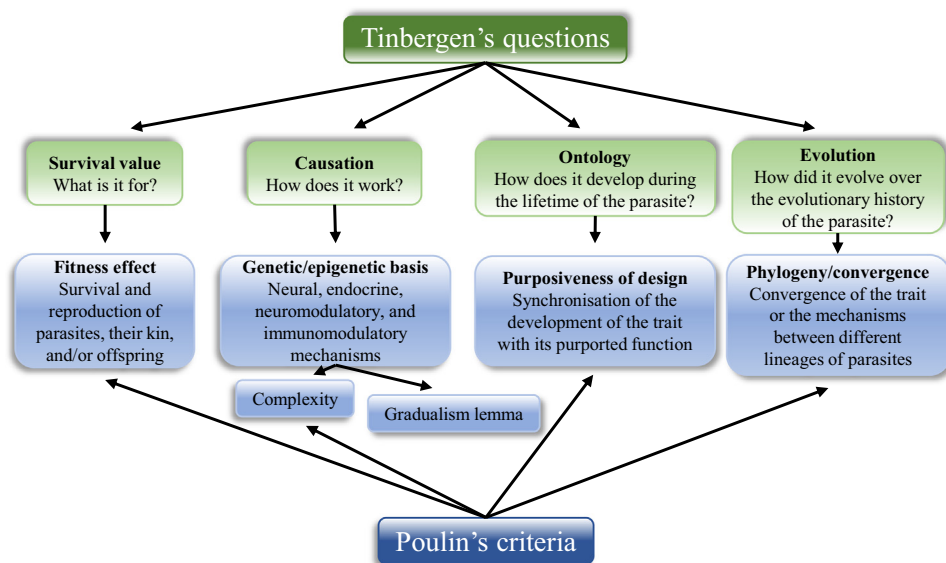 Tinbergen's questions
Survival value
What is it for?
Causation
How does it work?
Ontology
How does it develop during
the lifetime of the parasite?
Evolution
How did it evolve over
the evolutionary history
of the parasite?
Fitness effect
Survival and
reproduction of
parasites, their kin,
and/or offspring
Genetic/epigenetic basis
Neural, endocrine,
neuromodulatory, and
immunomodulatory
mechanisms
Purposiveness of design
Synchronisation of the
development of the trait
with its purported function
Phylogeny/convergence
Convergence of the trait
or the mechanisms
between different
lineages of parasites
Complexity
Gradualism lemma
Poulin's criteria